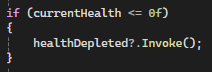 if (currentHealth <= 0f)
{
    healthDepleted?.Invoke();
}